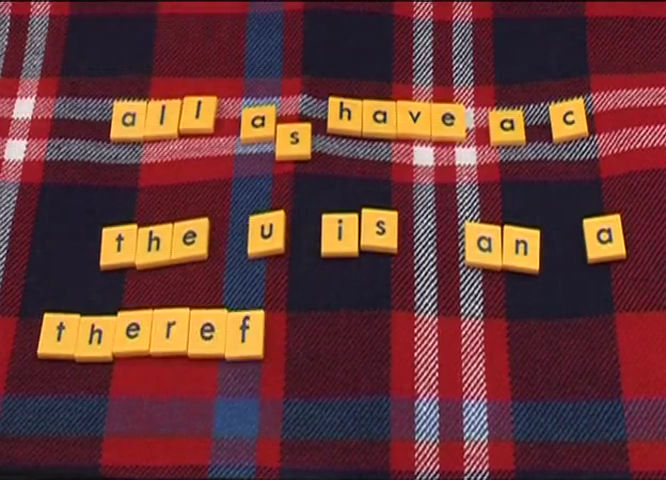 all as have a c
the u is an a
theref